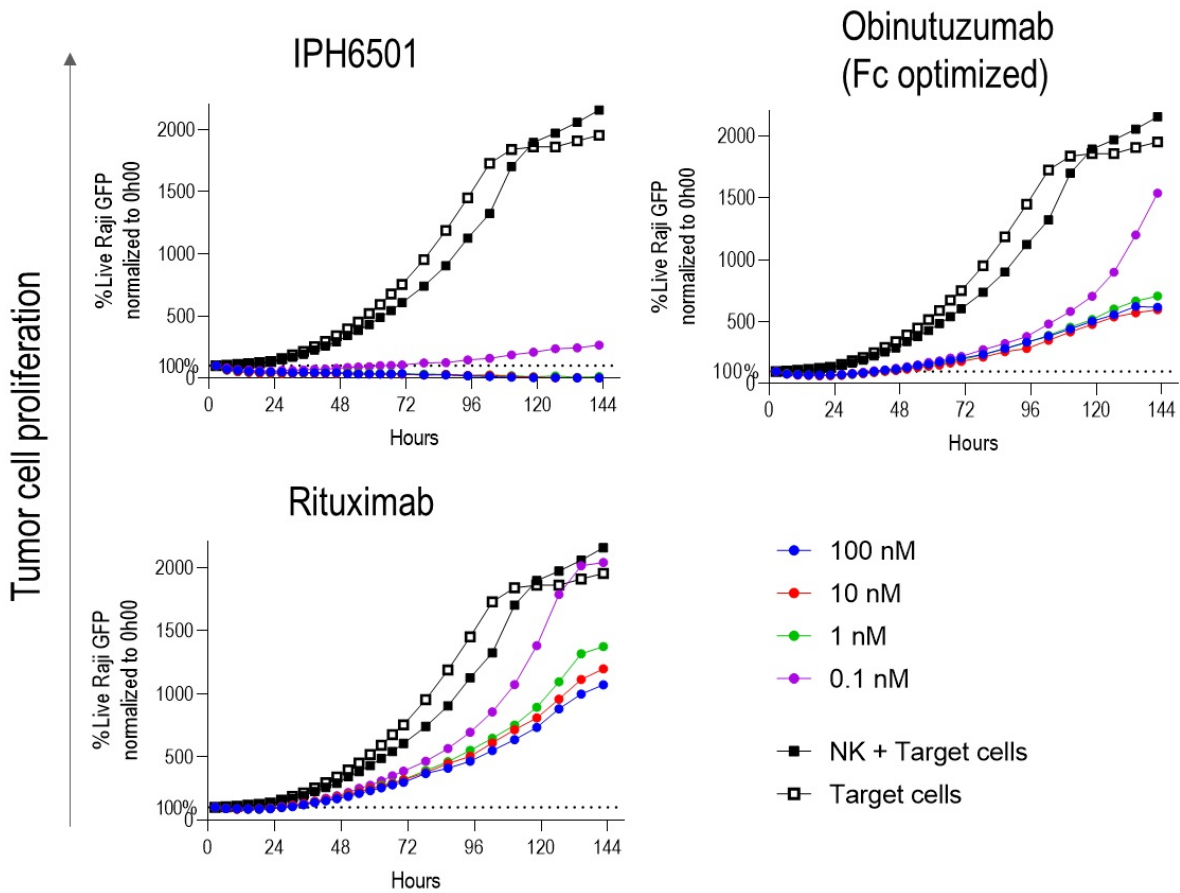 Tumor cell proliferation
IPH6501
%Live Raji GFP
normalized to 0h00
2000
1500
1000
500
100%
0
0 24 48 72 96 120 144
Hours
Obinutuzumab
(Fc optimized)
%Live Raji GFP
normalized to 0h00
2000
1500
1000
500
100%
0
0 24 48 72 96 120 144
Hours
Rituximab
%Live Raji GFP
normalized to 0h00
2000
1500
1000
500
100%
0
0 24 48 72 96 120 144
Hours
100 nM
10 nM
1 nM
0.1 nM
NK + Target cells
Target cells